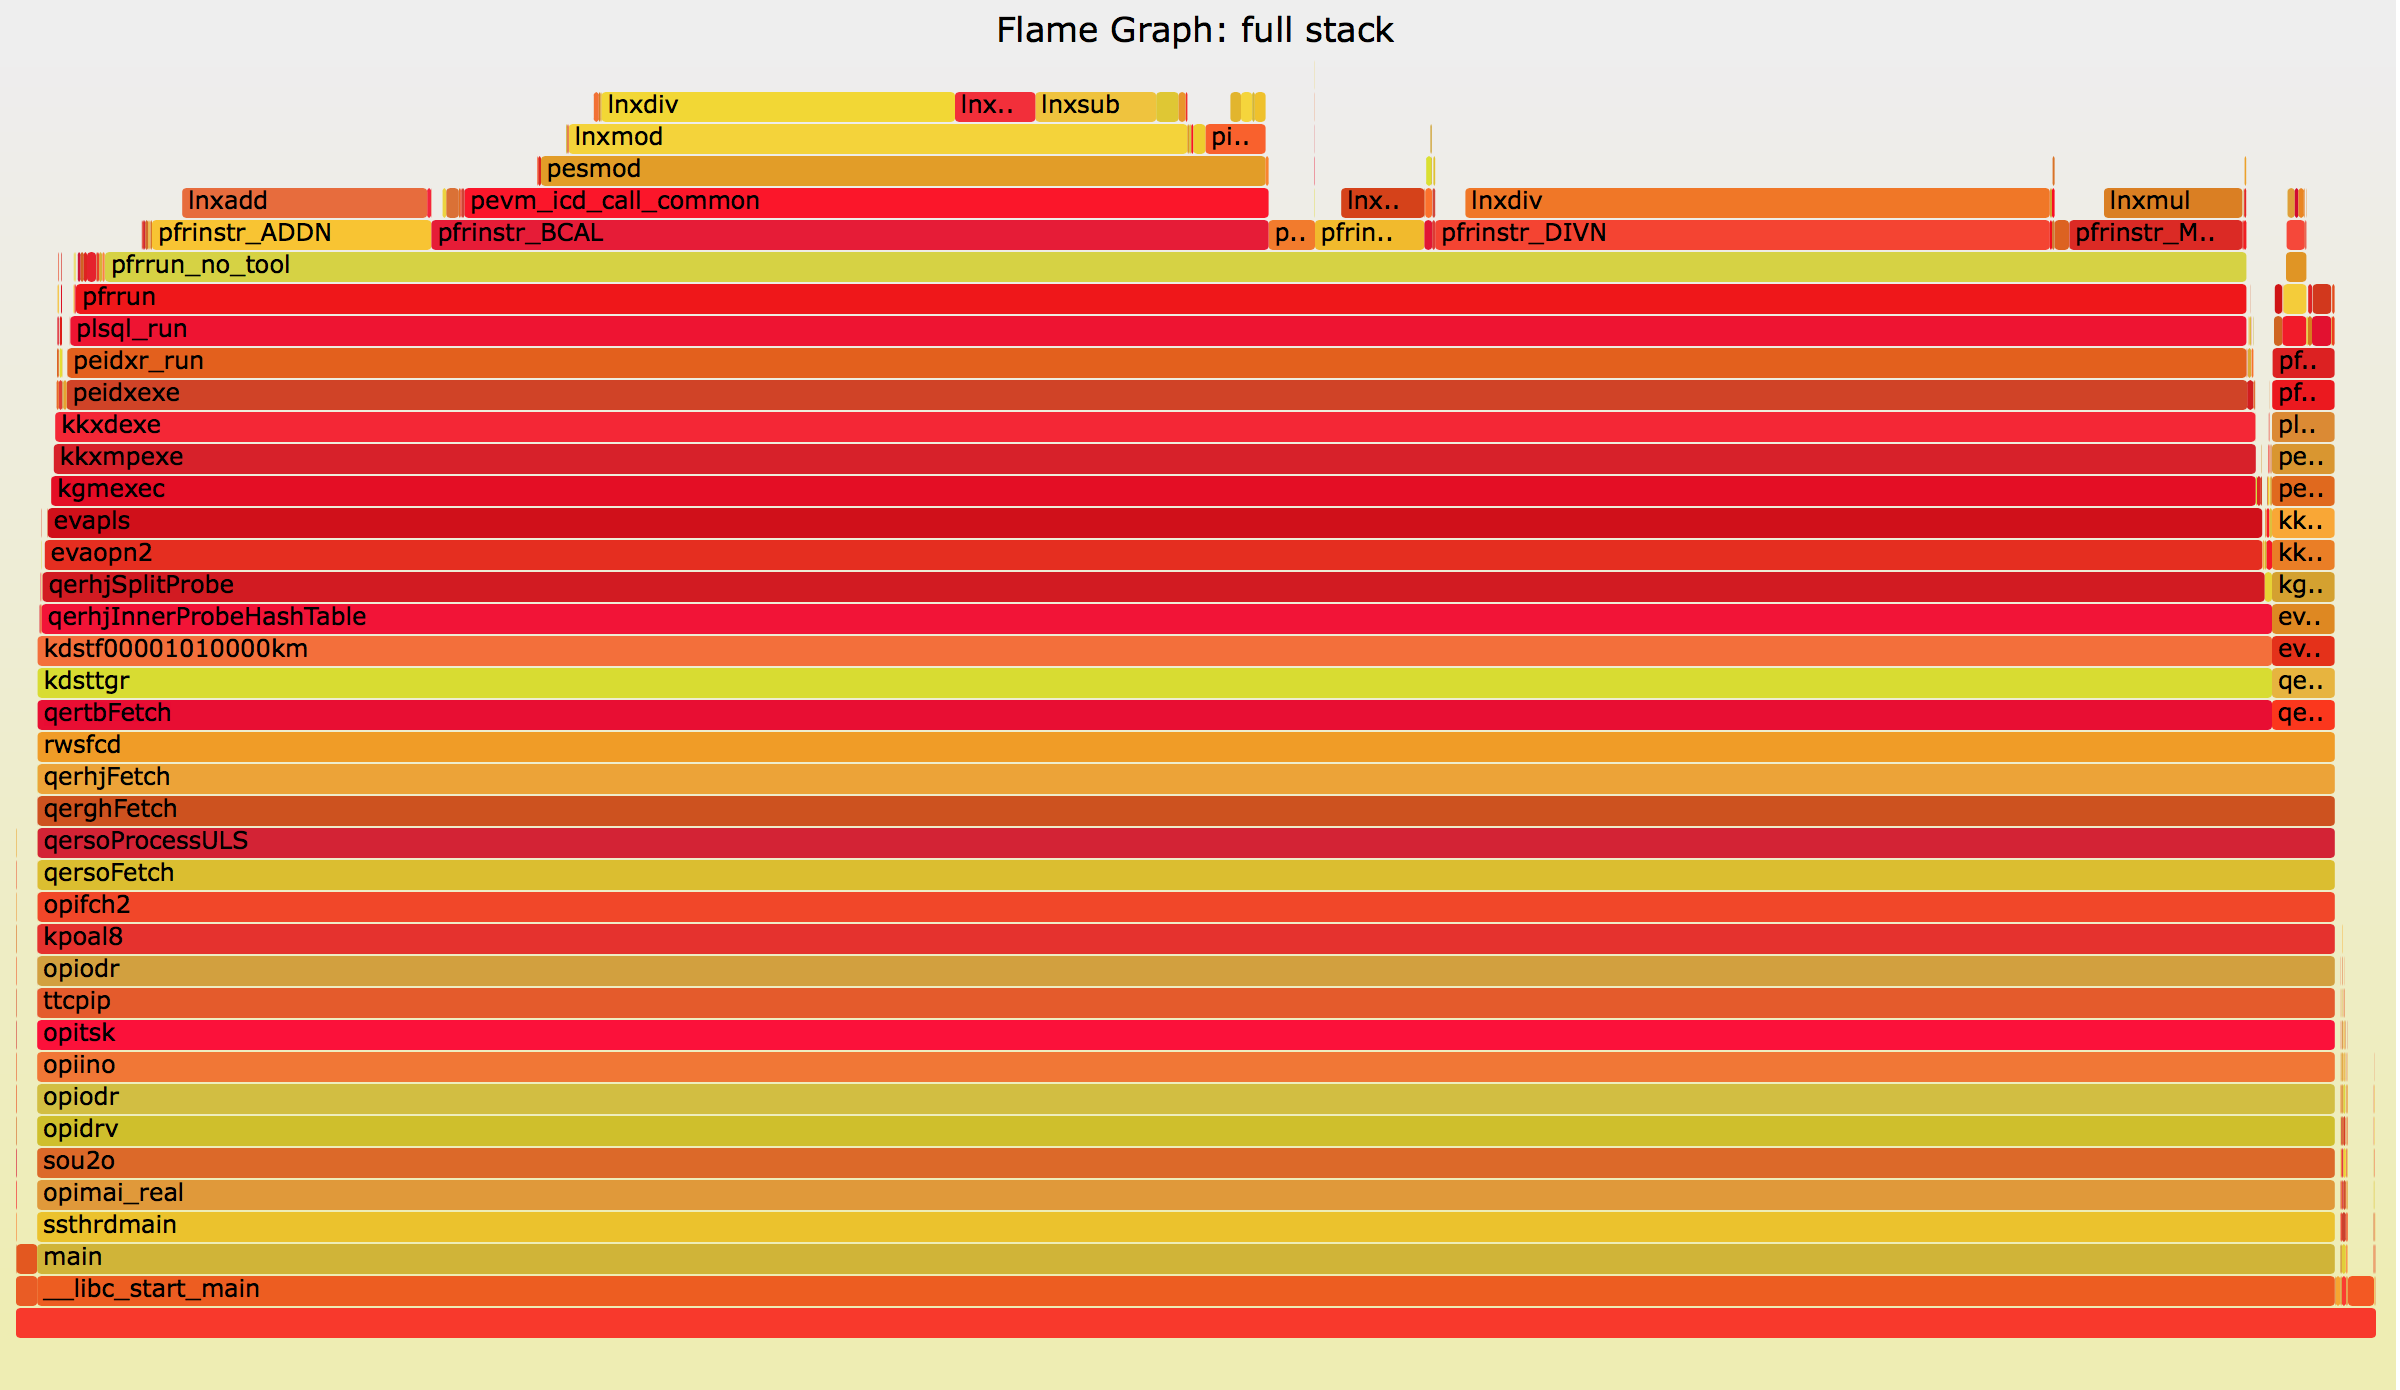 Flame Graph: full stack
lnxdiv lnx.. lnxsub
lnxmod pi..
pesmod
lnxadd pevm_icd_call_common lnx.. lnxdiv lnxmul
pfrinstr_ADDN pfrinstr_BCAL p.. pfrin.. pfrinstr_DIVN pfrinstr_M..
pfrrun_no_tool
pfrrun
plsql_run
peidxr_run pf..
peidxexe pf..
kkxdexe pl..
kkxmpexe pe..
kgmexec pe..
evapls kk..
evaopn2 kk..
qerhjSplitProbe kg..
qerhjInnerProbeHashTable ev..
kdstf00001010000km ev..
kdsttgr qe..
qertbFetch qe..
rwsfcd
qerhjFetch
qerghFetch
qersoProcessULS
qersoFetch
opifch2
kpoal8
opiodr
ttcpip
opitsk
opiino
opiodr
opidrv
sou2o
opimai_real
ssthrdmain
main
__libc_start_main